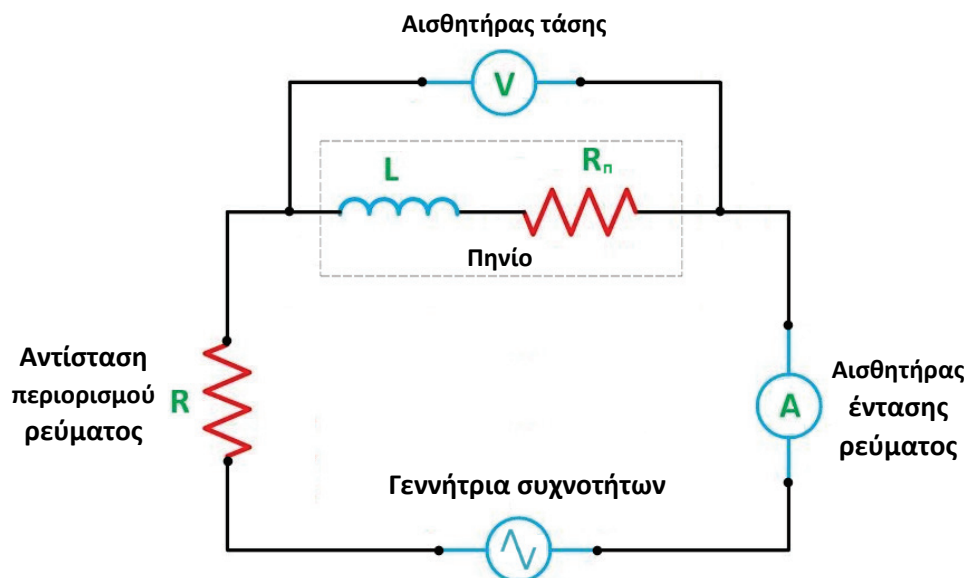 Αισθητήρας τάσης
V
L
Rπ
Πηνίο
Αντίσταση
περιορισμού
ρεύματος
R
Αισθητήρας
έντασης
ρεύματος
A
Γεννήτρια συχνοτήτων